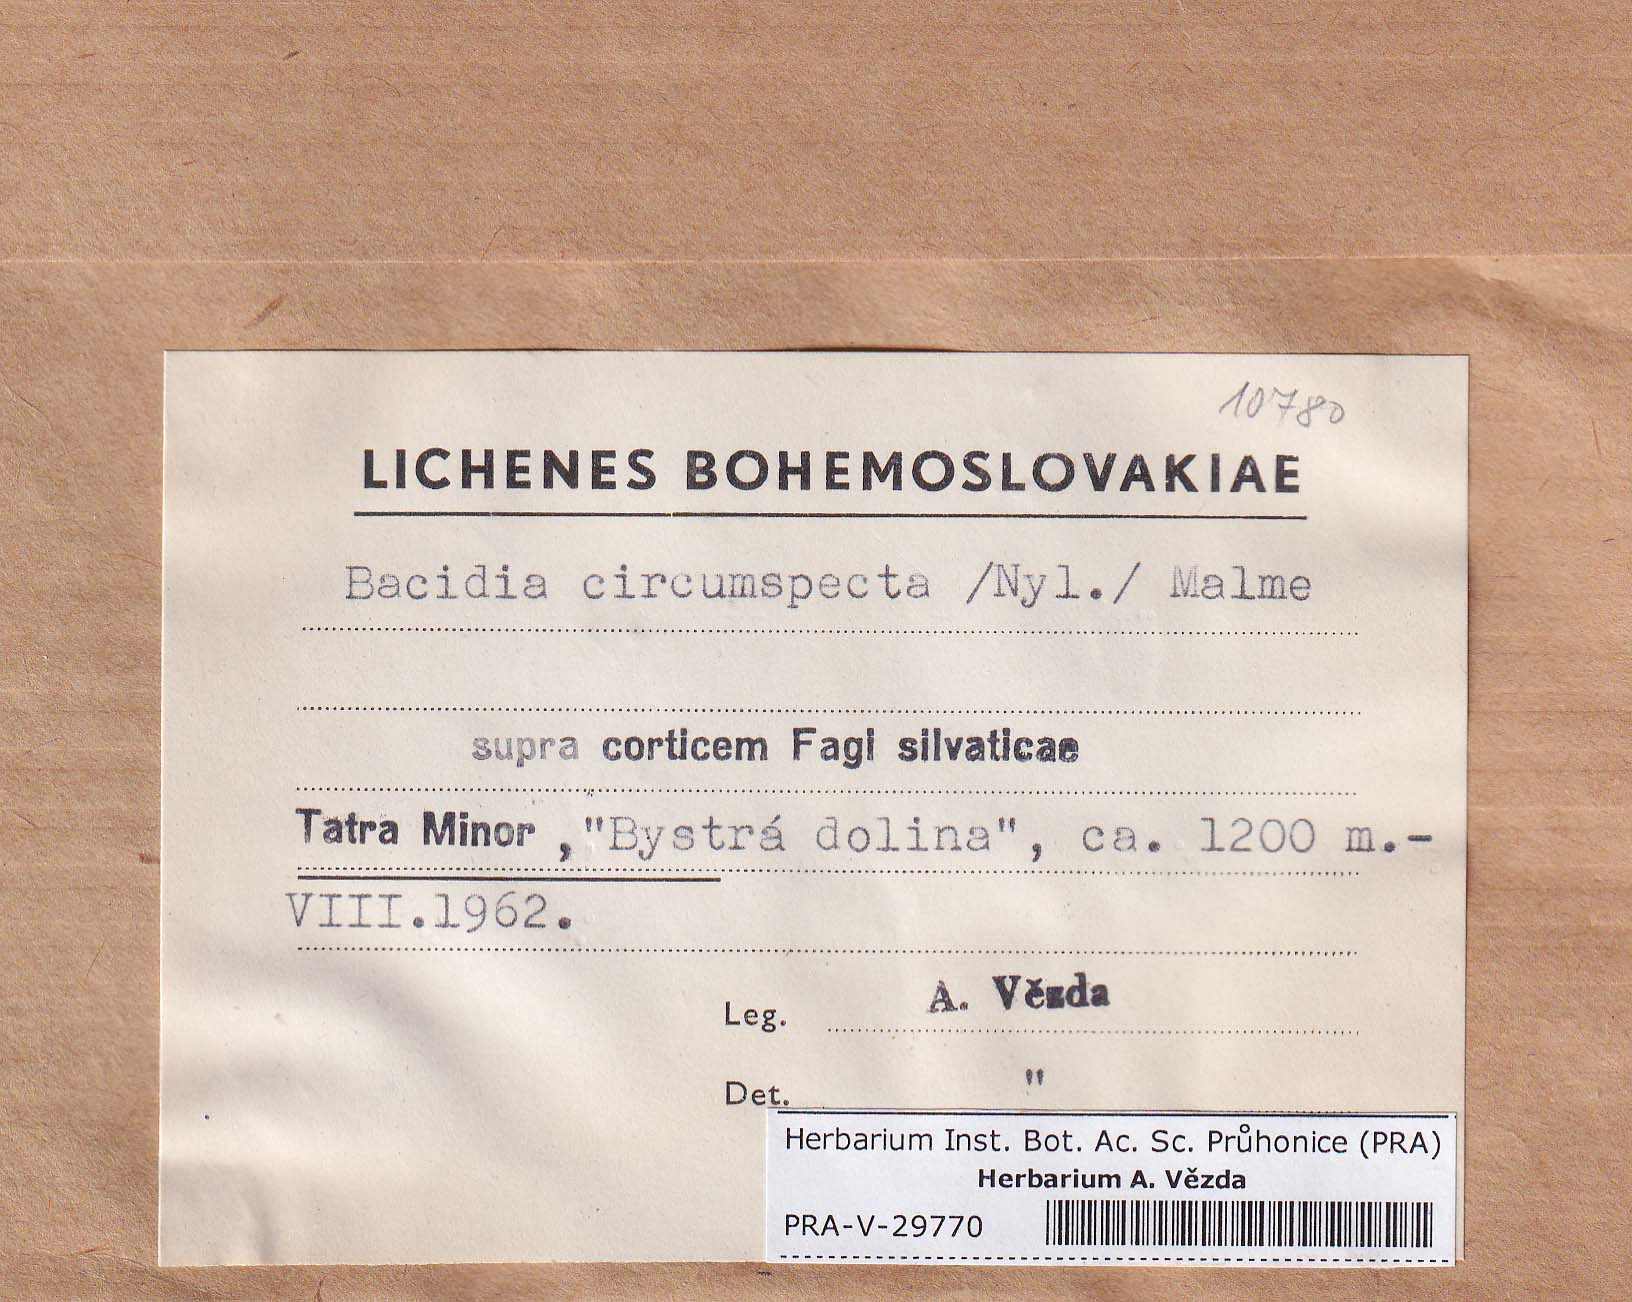 10780
LICHENES BOHEMOSLOVAKIAE
Bacidia circumspecta /Nyl./ Malme
supra corticem Fagi silvaticae
Tatra Minor ,"Bystrá dolina", ca. 1200 m.-
VIII.1962.
Leg. A. Vězda
Det. "
Herbarium Inst. Bot. Ac. Sc. Průhonice (PRA)
Herbarium A. Vězda
PRA-V-29770